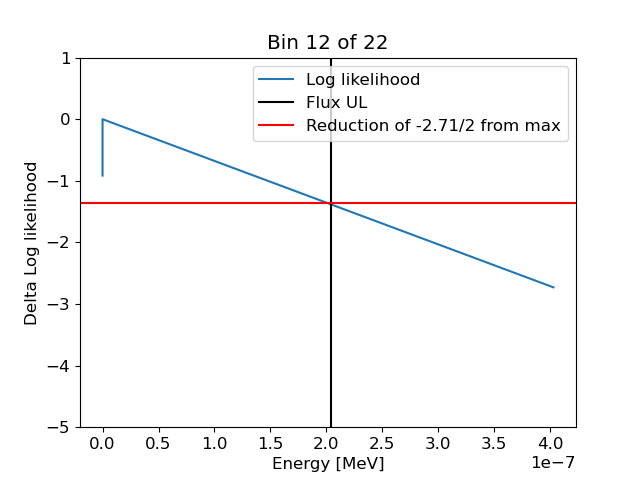 Bin 12 of 22
Log likelihood
Flux UL
Reduction of -2.71/2 from max
1
0
−1
−2
−3
−4
−5
Delta Log likelihood
0.0 0.5 1.0 1.5 2.0 2.5 3.0 3.5 4.0
Energy [MeV]
1e−7